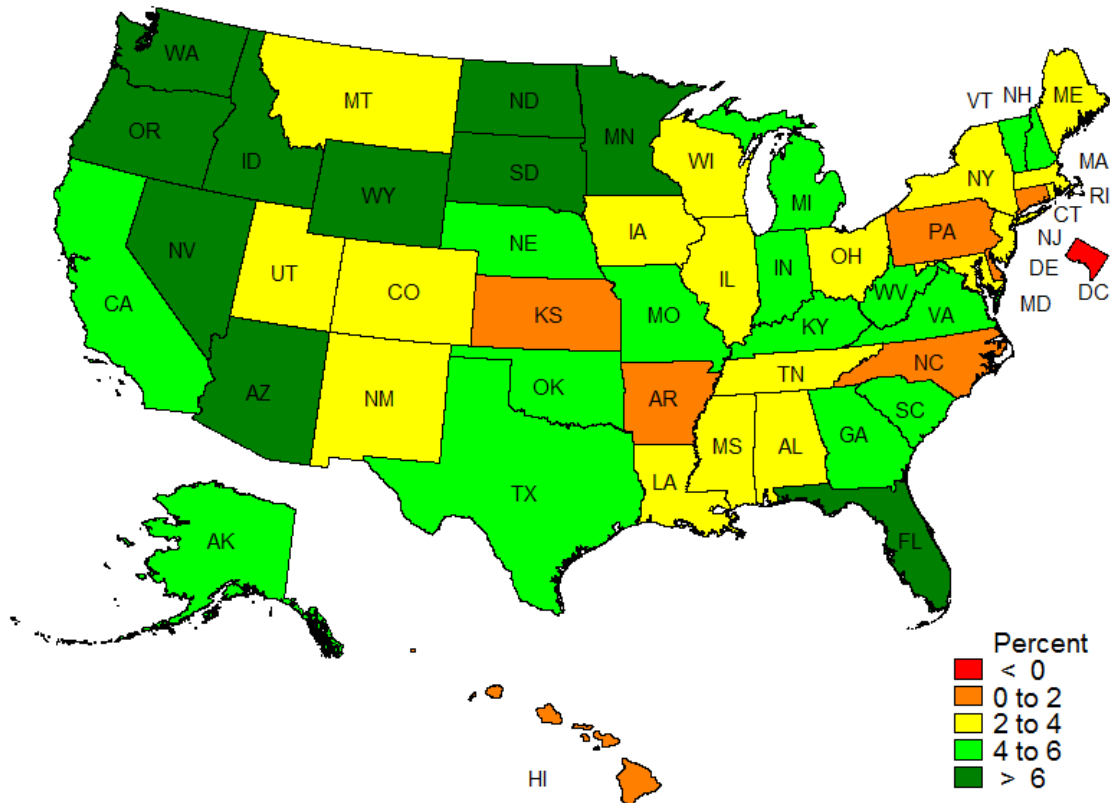 WA
MT
ND
MN
VT NH ME
OR
ID
WY
SD
WI
MI
NY
MA
RI
CT
NJ
PA
NV
UT
CO
NE
IA
IL
IN
OH
DE
DC
MD
CA
KS
MO
WV
VA
KY
AZ
NM
OK
AR
TN
NC
SC
MS
AL
GA
TX
LA
FL
AK
HI
Percent
< 0
0 to 2
2 to 4
4 to 6
> 6